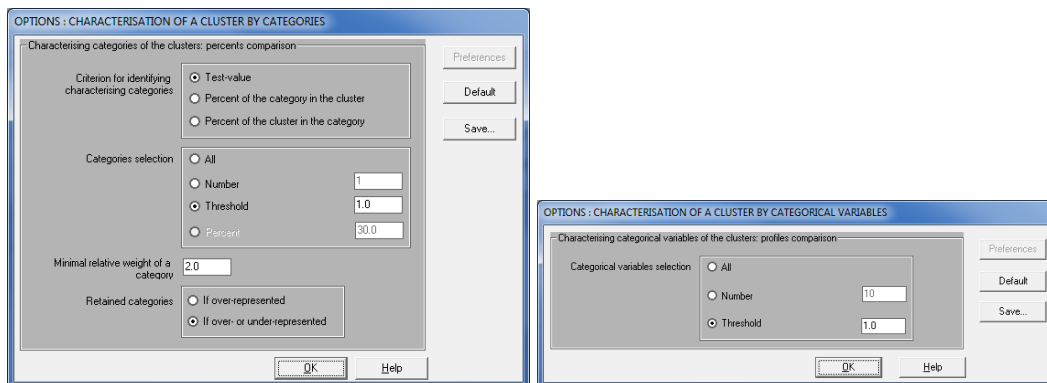 OPTIONS : CHARACTERISATION OF A CLUSTER BY CATEGORIES
Characterising categories of the clusters: percents comparison
Criterion for identifying
characterising categories
Test-value
Percent of the category in the cluster
Percent of the cluster in the category
Categories selection
All
Number 1
Threshold 1.0
Percent 30.0
Minimal relative weight of a
category
2.0
Retained categories
If over-represented
If over- or under-represented
Preferences
Default
Save...
OK
Help
OPTIONS : CHARACTERISATION OF A CLUSTER BY CATEGORICAL VARIABLES
Characterising categorical variables of the clusters: profiles comparison
Categorical variables selection
All
Number 10
Threshold 1.0
Preferences
Default
Save...
OK
Help